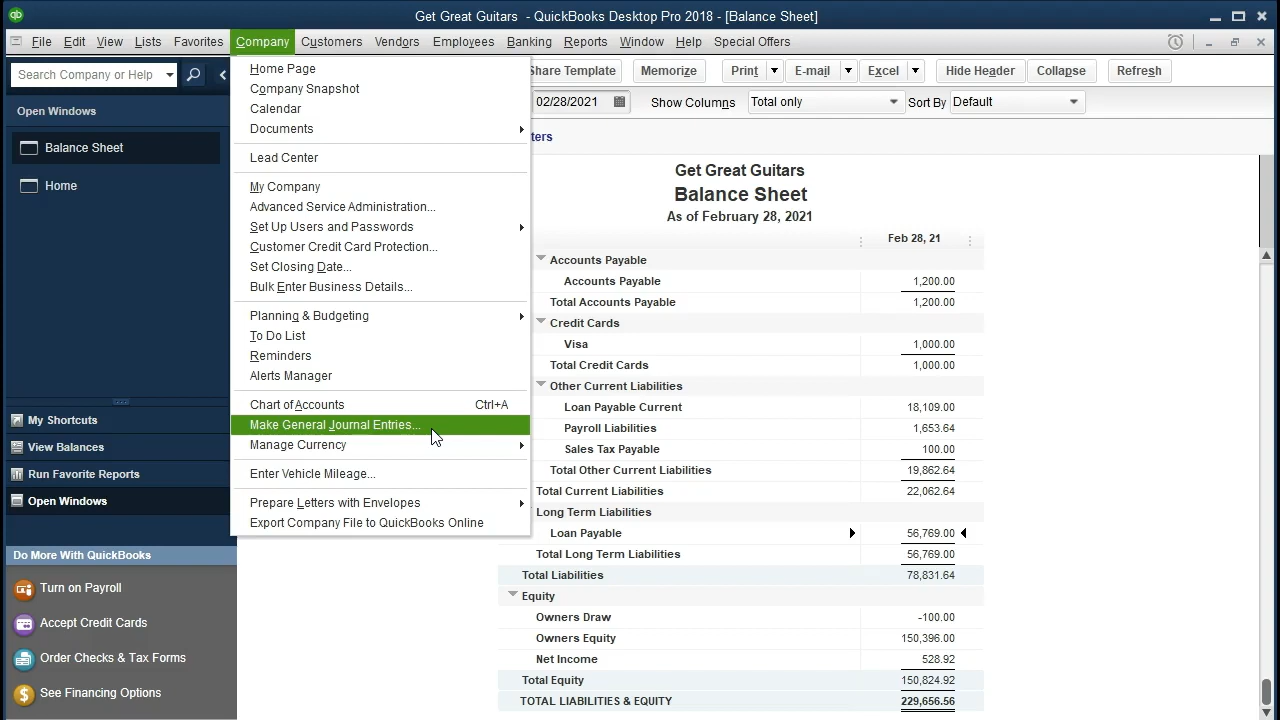 Get Great Guitars - QuickBooks Desktop Pro 2018 - [Balance Sheet]
File Edit View Lists Favorites Company Customers Vendors Employees Banking Reports Window Help Special Offers
Search Company or Help
Share Template Memorize Print E-mail Excel Hide Header Collapse Refresh
02/28/2021 Show Columns Total only Sort By Default
ters
Open Windows
Balance Sheet
Home
My Shortcuts
View Balances
Run Favorite Reports
Open Windows
Do More With QuickBooks
Turn on Payroll
Accept Credit Cards
Order Checks & Tax Forms
See Financing Options
Home Page
Company Snapshot
Calendar
Documents
Lead Center
My Company
Advanced Service Administration...
Set Up Users and Passwords
Customer Credit Card Protection...
Set Closing Date...
Bulk Enter Business Details...
Planning & Budgeting
To Do List
Reminders
Alerts Manager
Chart of Accounts Ctrl+A
Make General Journal Entries...
Manage Currency
Enter Vehicle Mileage...
Prepare Letters with Envelopes
Export Company File to QuickBooks Online
Get Great Guitars
Balance Sheet
As of February 28, 2021
Feb 28, 21
Accounts Payable
Accounts Payable 1,200.00
Total Accounts Payable 1,200.00
Credit Cards
Visa 1,000.00
Total Credit Cards 1,000.00
Other Current Liabilities
Loan Payable Current 18,109.00
Payroll Liabilities 1,653.64
Sales Tax Payable 100.00
Total Other Current Liabilities 19,862.64
Total Current Liabilities 22,062.64
Long Term Liabilities
Loan Payable 56,769.00
Total Long Term Liabilities 56,769.00
Total Liabilities 78,831.64
Equity
Owners Draw -100.00
Owners Equity 150,396.00
Net Income 528.92
Total Equity 150,824.92
TOTAL LIABILITIES & EQUITY 229,656.56